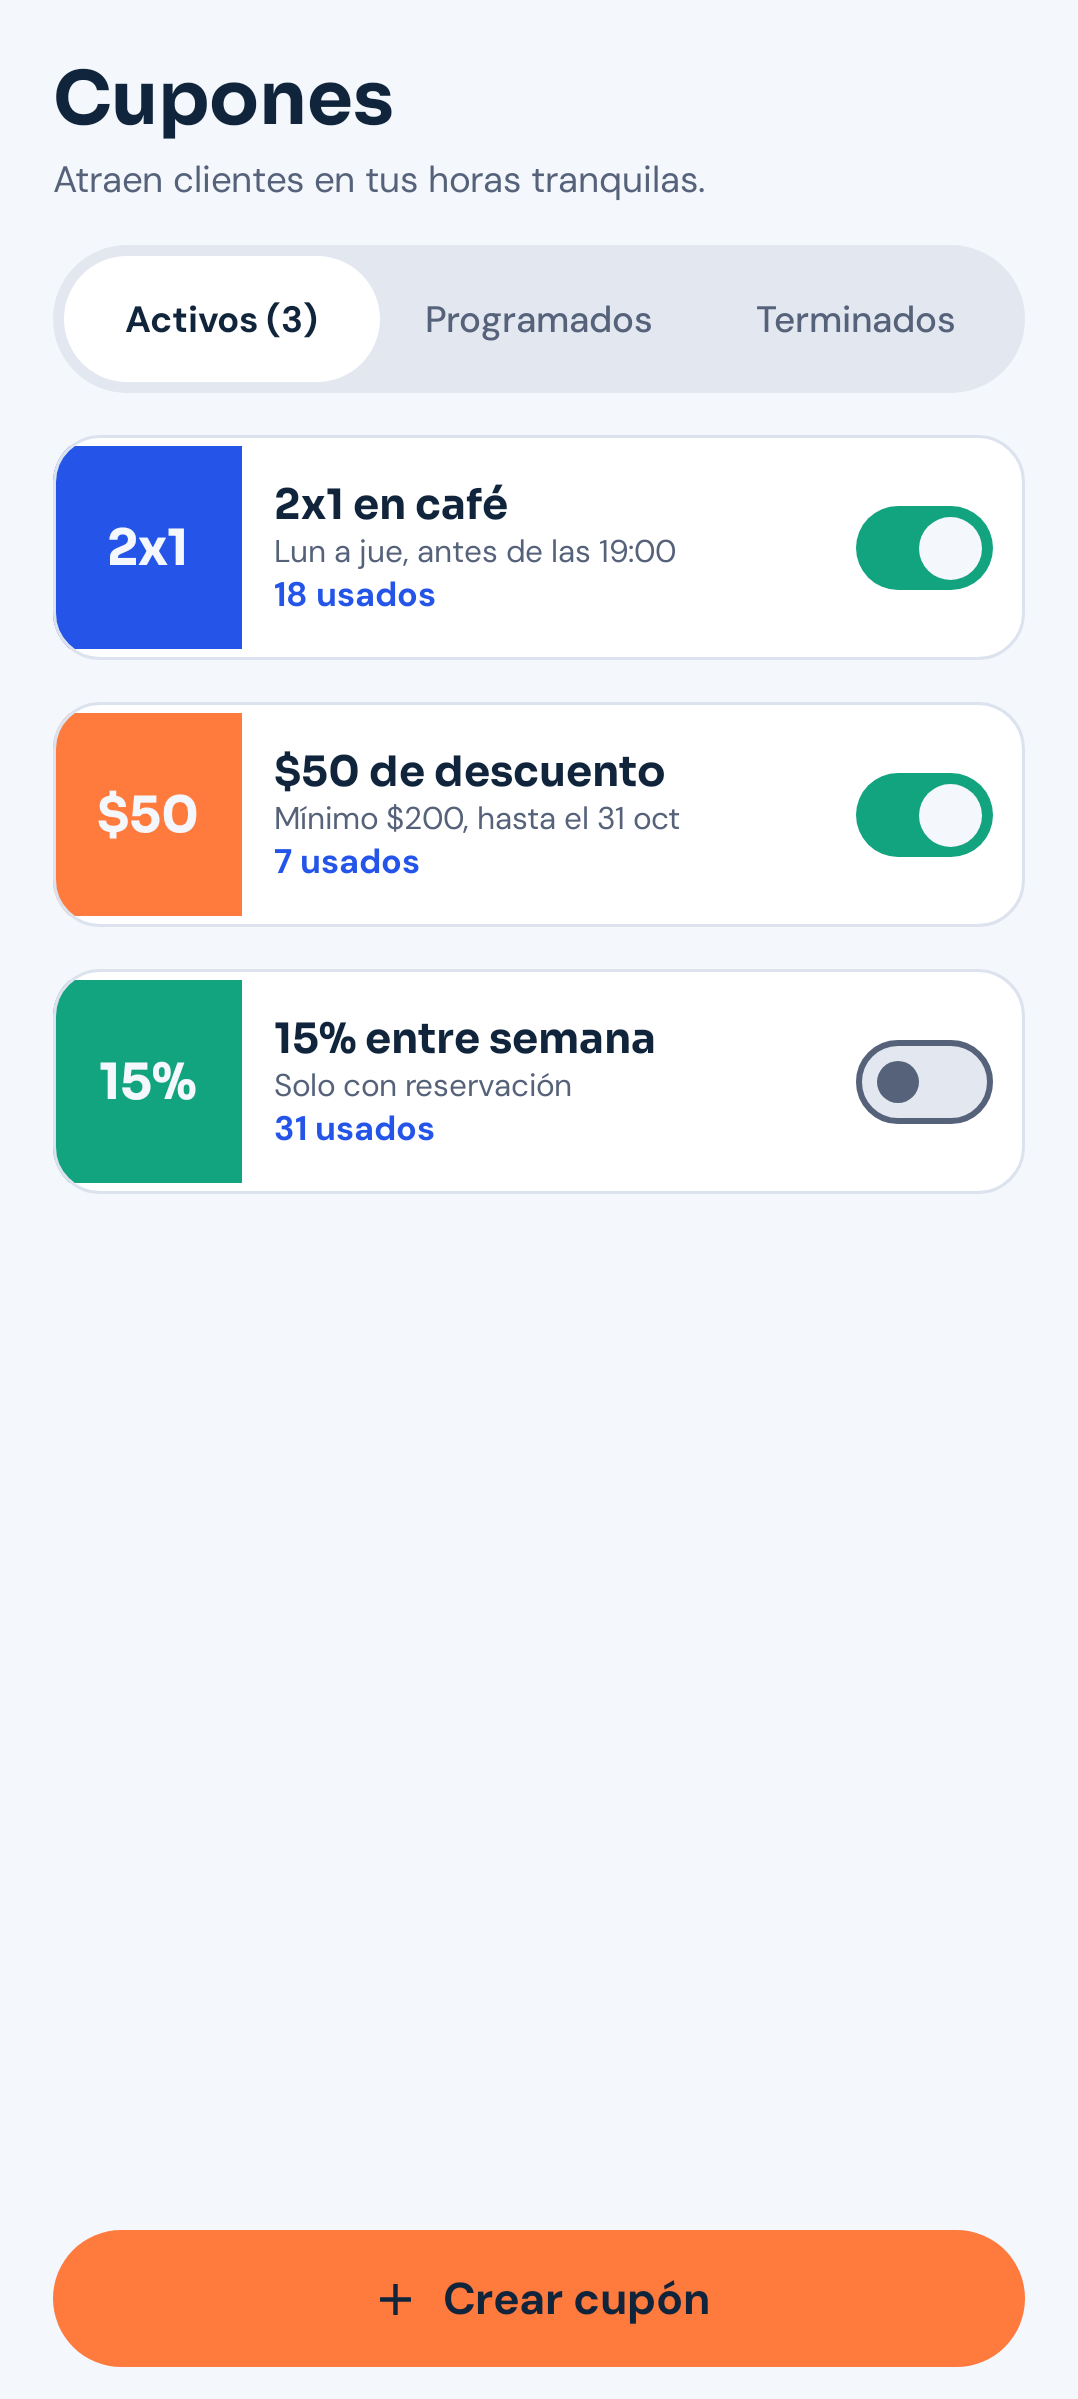 Cupones
Atraen clientes en tus horas tranquilas.
Activos (3)
Programados
Terminados
2x1
2x1 en café
Lun a jue, antes de las 19:00
18 usados
$50
$50 de descuento
Mínimo $200, hasta el 31 oct
7 usados
15%
15% entre semana
Solo con reservación
31 usados
+ Crear cupón